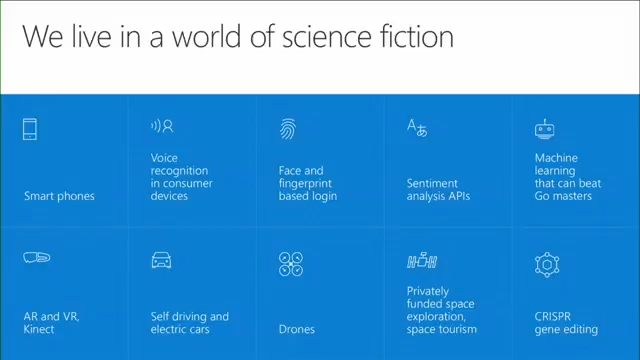 We live in a world of science fiction
Smart phones
Voice
recognition
in consumer
devices
Face and
fingerprint
based login
Aあ
Sentiment
analysis APIs
Machine
learning
that can beat
Go masters
AR and VR,
Kinect
Self driving and
electric cars
Drones
Privately
funded space
exploration,
space tourism
CRISPR
gene editing